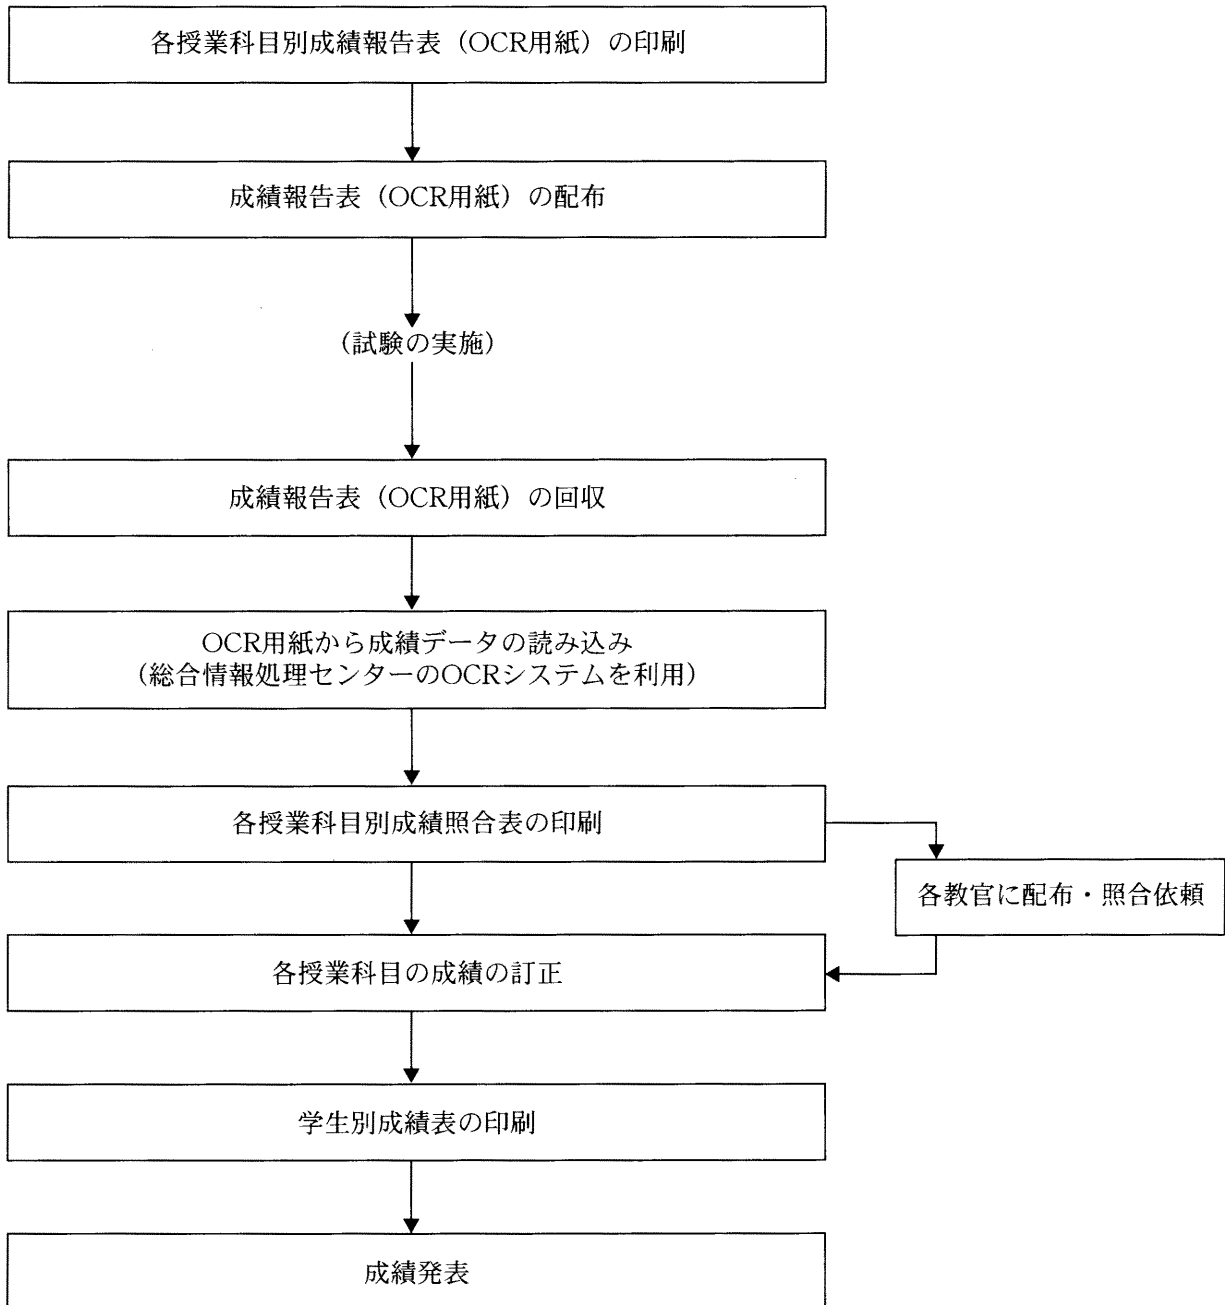 各授業科目別成績報告表（OCR用紙）の印刷
成績報告表（OCR用紙）の配布
（試験の実施）
成績報告表（OCR用紙）の回収
OCR用紙から成績データの読み込み
（総合情報処理センターのOCRシステムを利用）
各授業科目別成績照合表の印刷
各教官に配布・照合依頼
各授業科目の成績の訂正
学生別成績表の印刷
成績発表